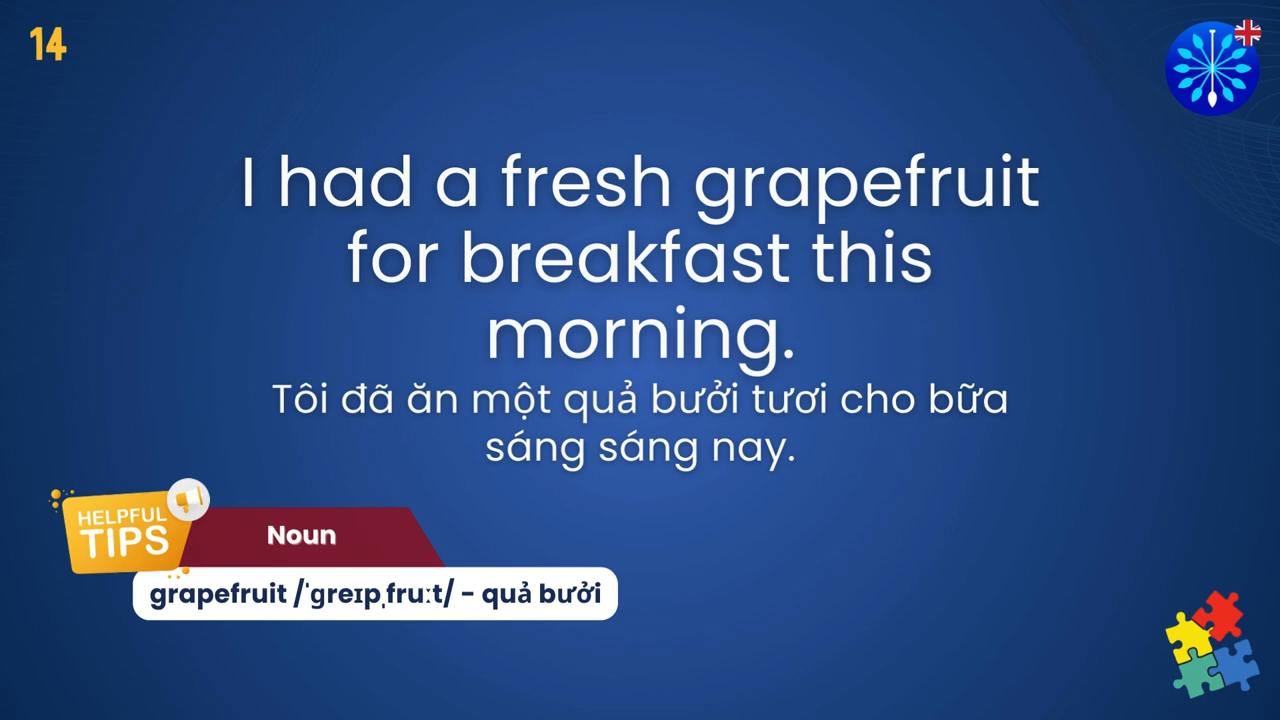 14
I had a fresh grapefruit
for breakfast this
morning.
Tôi đã ăn một quả bưởi tươi cho bữa
sáng sáng nay.
HELPFUL
TIPS
Noun
grapefruit /ˈɡreɪpˌfruːt/ - quả bưởi